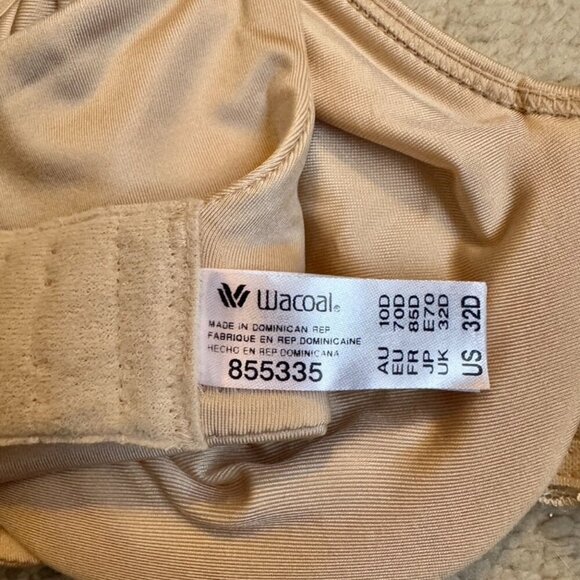 Wacoal®
MADE IN DOMINICAN REP
FABRIQUE EN REP.DOMINICAINE
HECHO EN REP.DOMINICANA
855335
AU 10D
EU 70D
FR 85D
JP E70
UK 32D
US 32D